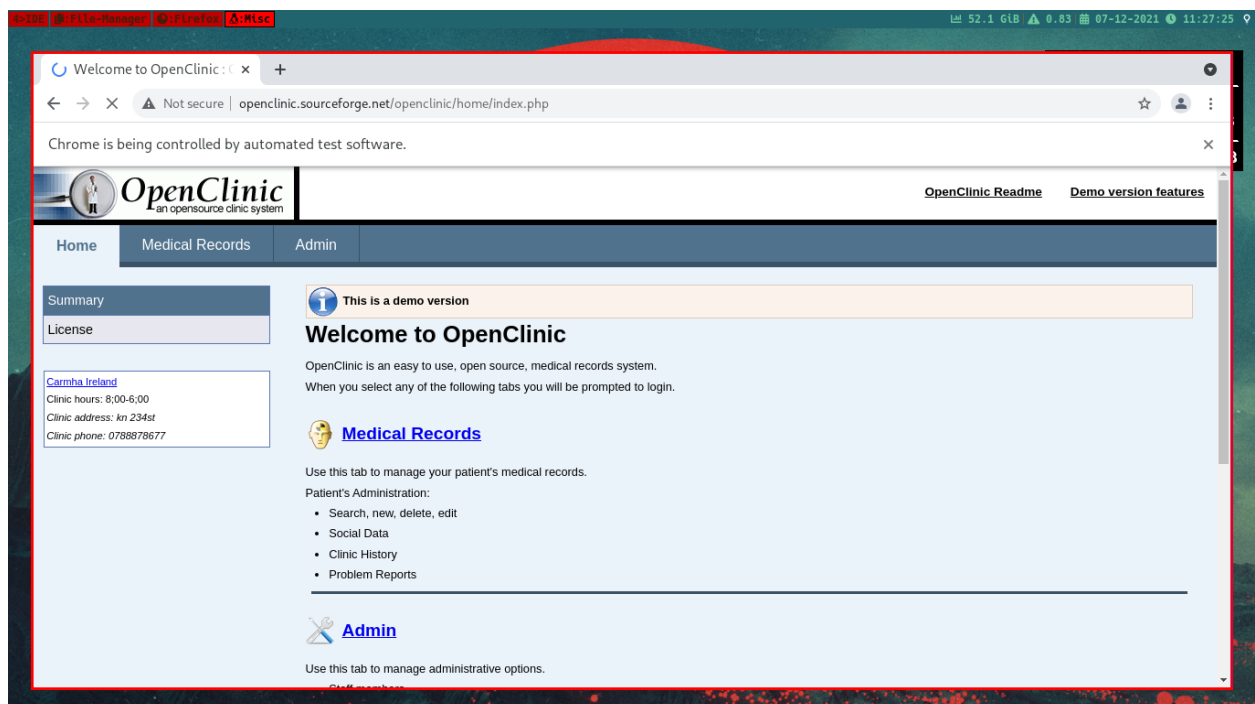 4>IDE :File-Manager :Firefox :Misc 52.1 GiB 0.83 07-12-2021 11:27:25
Welcome to OpenClinic :
Not secure openclinic.sourceforge.net/openclinic/home/index.php
Chrome is being controlled by automated test software.
OpenClinic
an opensource clinic system
OpenClinic Readme Demo version features
Home Medical Records Admin
Summary
License
Carmha Ireland
Clinic hours: 8;00-6;00
Clinic address: kn 234st
Clinic phone: 0788878677
This is a demo version
Welcome to OpenClinic
OpenClinic is an easy to use, open source, medical records system.
When you select any of the following tabs you will be prompted to login.
Medical Records
Use this tab to manage your patient's medical records.
Patient's Administration:
• Search, new, delete, edit
• Social Data
• Clinic History
• Problem Reports
Admin
Use this tab to manage administrative options.